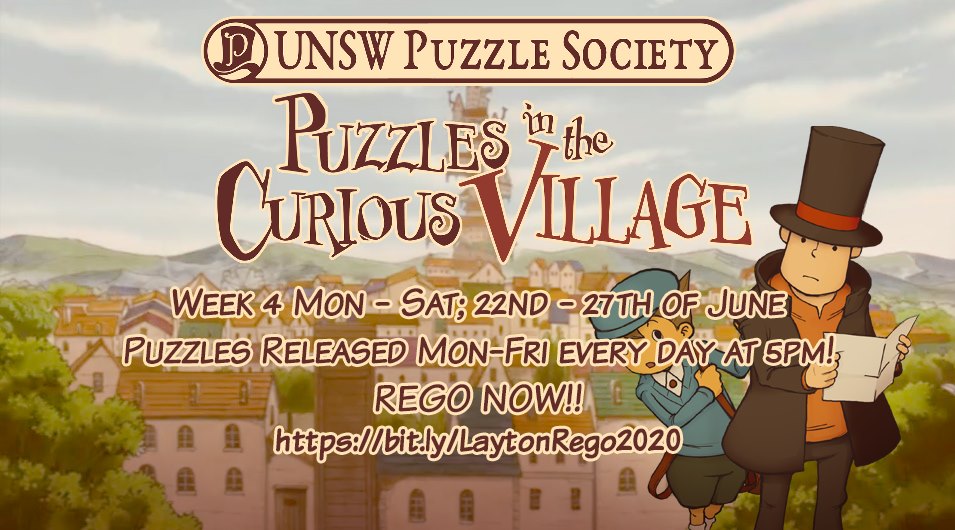 P UNSW Puzzle Society
Puzzles in the
Curious Village
Week 4 Mon - Sat; 22nd - 27th of June
Puzzles Released Mon-Fri every day at 5pm!
REGO NOW!!
https://bit.ly/LaytonRego2020